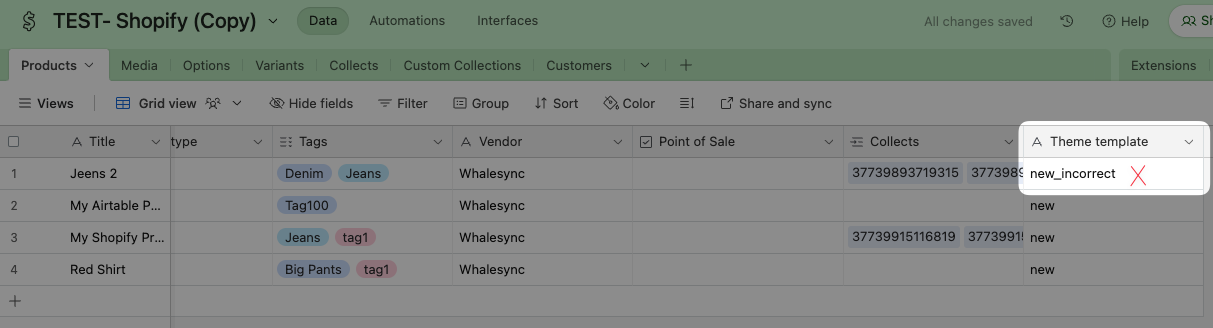 TEST- Shopify (Copy) Data Automations Interfaces All changes saved Help Sh
Products Media Options Variants Collects Custom Collections Customers Extensions
Views Grid view Hide fields Filter Group Sort Color Share and sync
Title type Tags Vendor Point of Sale Collects Theme template
1 Jeens 2 Denim Jeans Whalesync 37739893719315 377398 new_incorrect
2 My Airtable P... Tag100 Whalesync new
3 My Shopify Pr... Jeans tag1 Whalesync 37739915116819 3773991 new
4 Red Shirt Big Pants tag1 Whalesync new